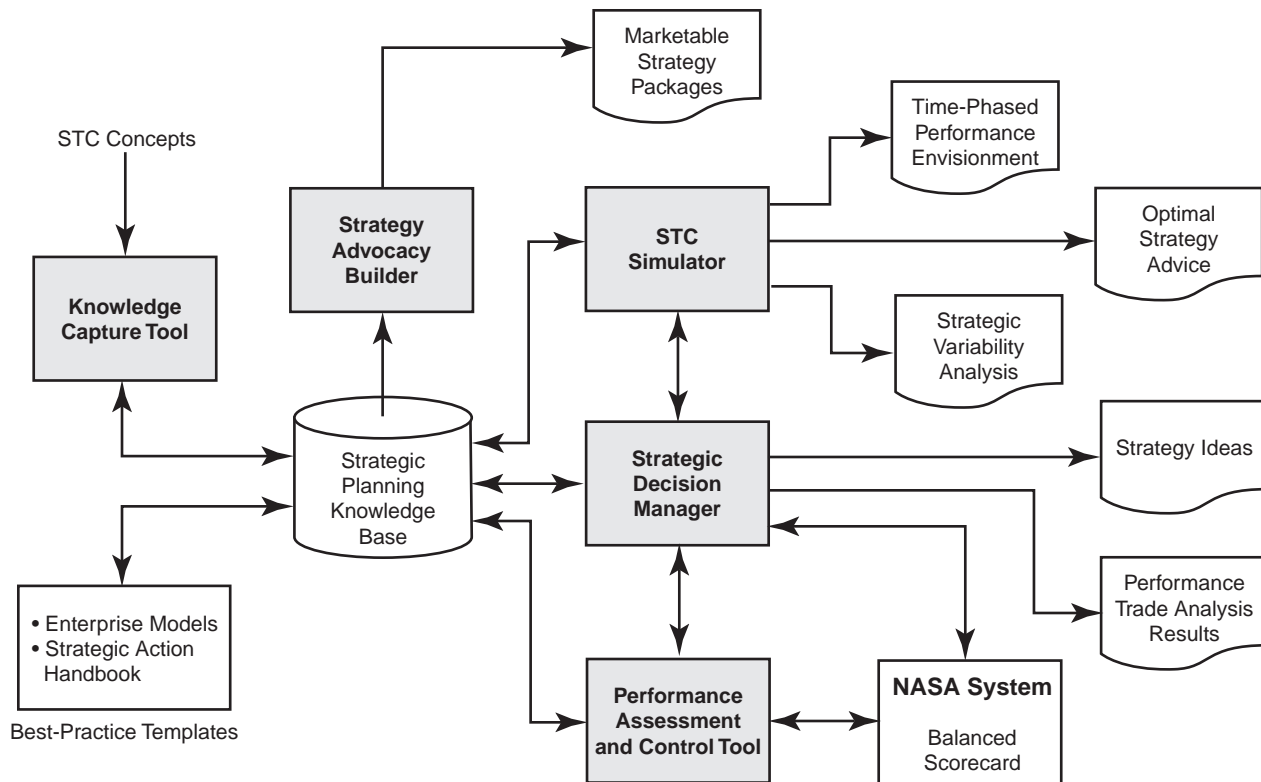 Marketable
Strategy
Packages
Time-Phased
Performance
Envisionment
STC Concepts
Strategy
Advocacy
Builder
STC
Simulator
Optimal
Strategy
Advice
Knowledge
Capture Tool
Strategic
Variability
Analysis
Strategic
Planning
Knowledge
Base
Strategic
Decision
Manager
Strategy Ideas
• Enterprise Models
• Strategic Action
Handbook
Best-Practice Templates
Performance
Trade Analysis
Results
Performance
Assessment
and Control Tool
NASA System
Balanced
Scorecard